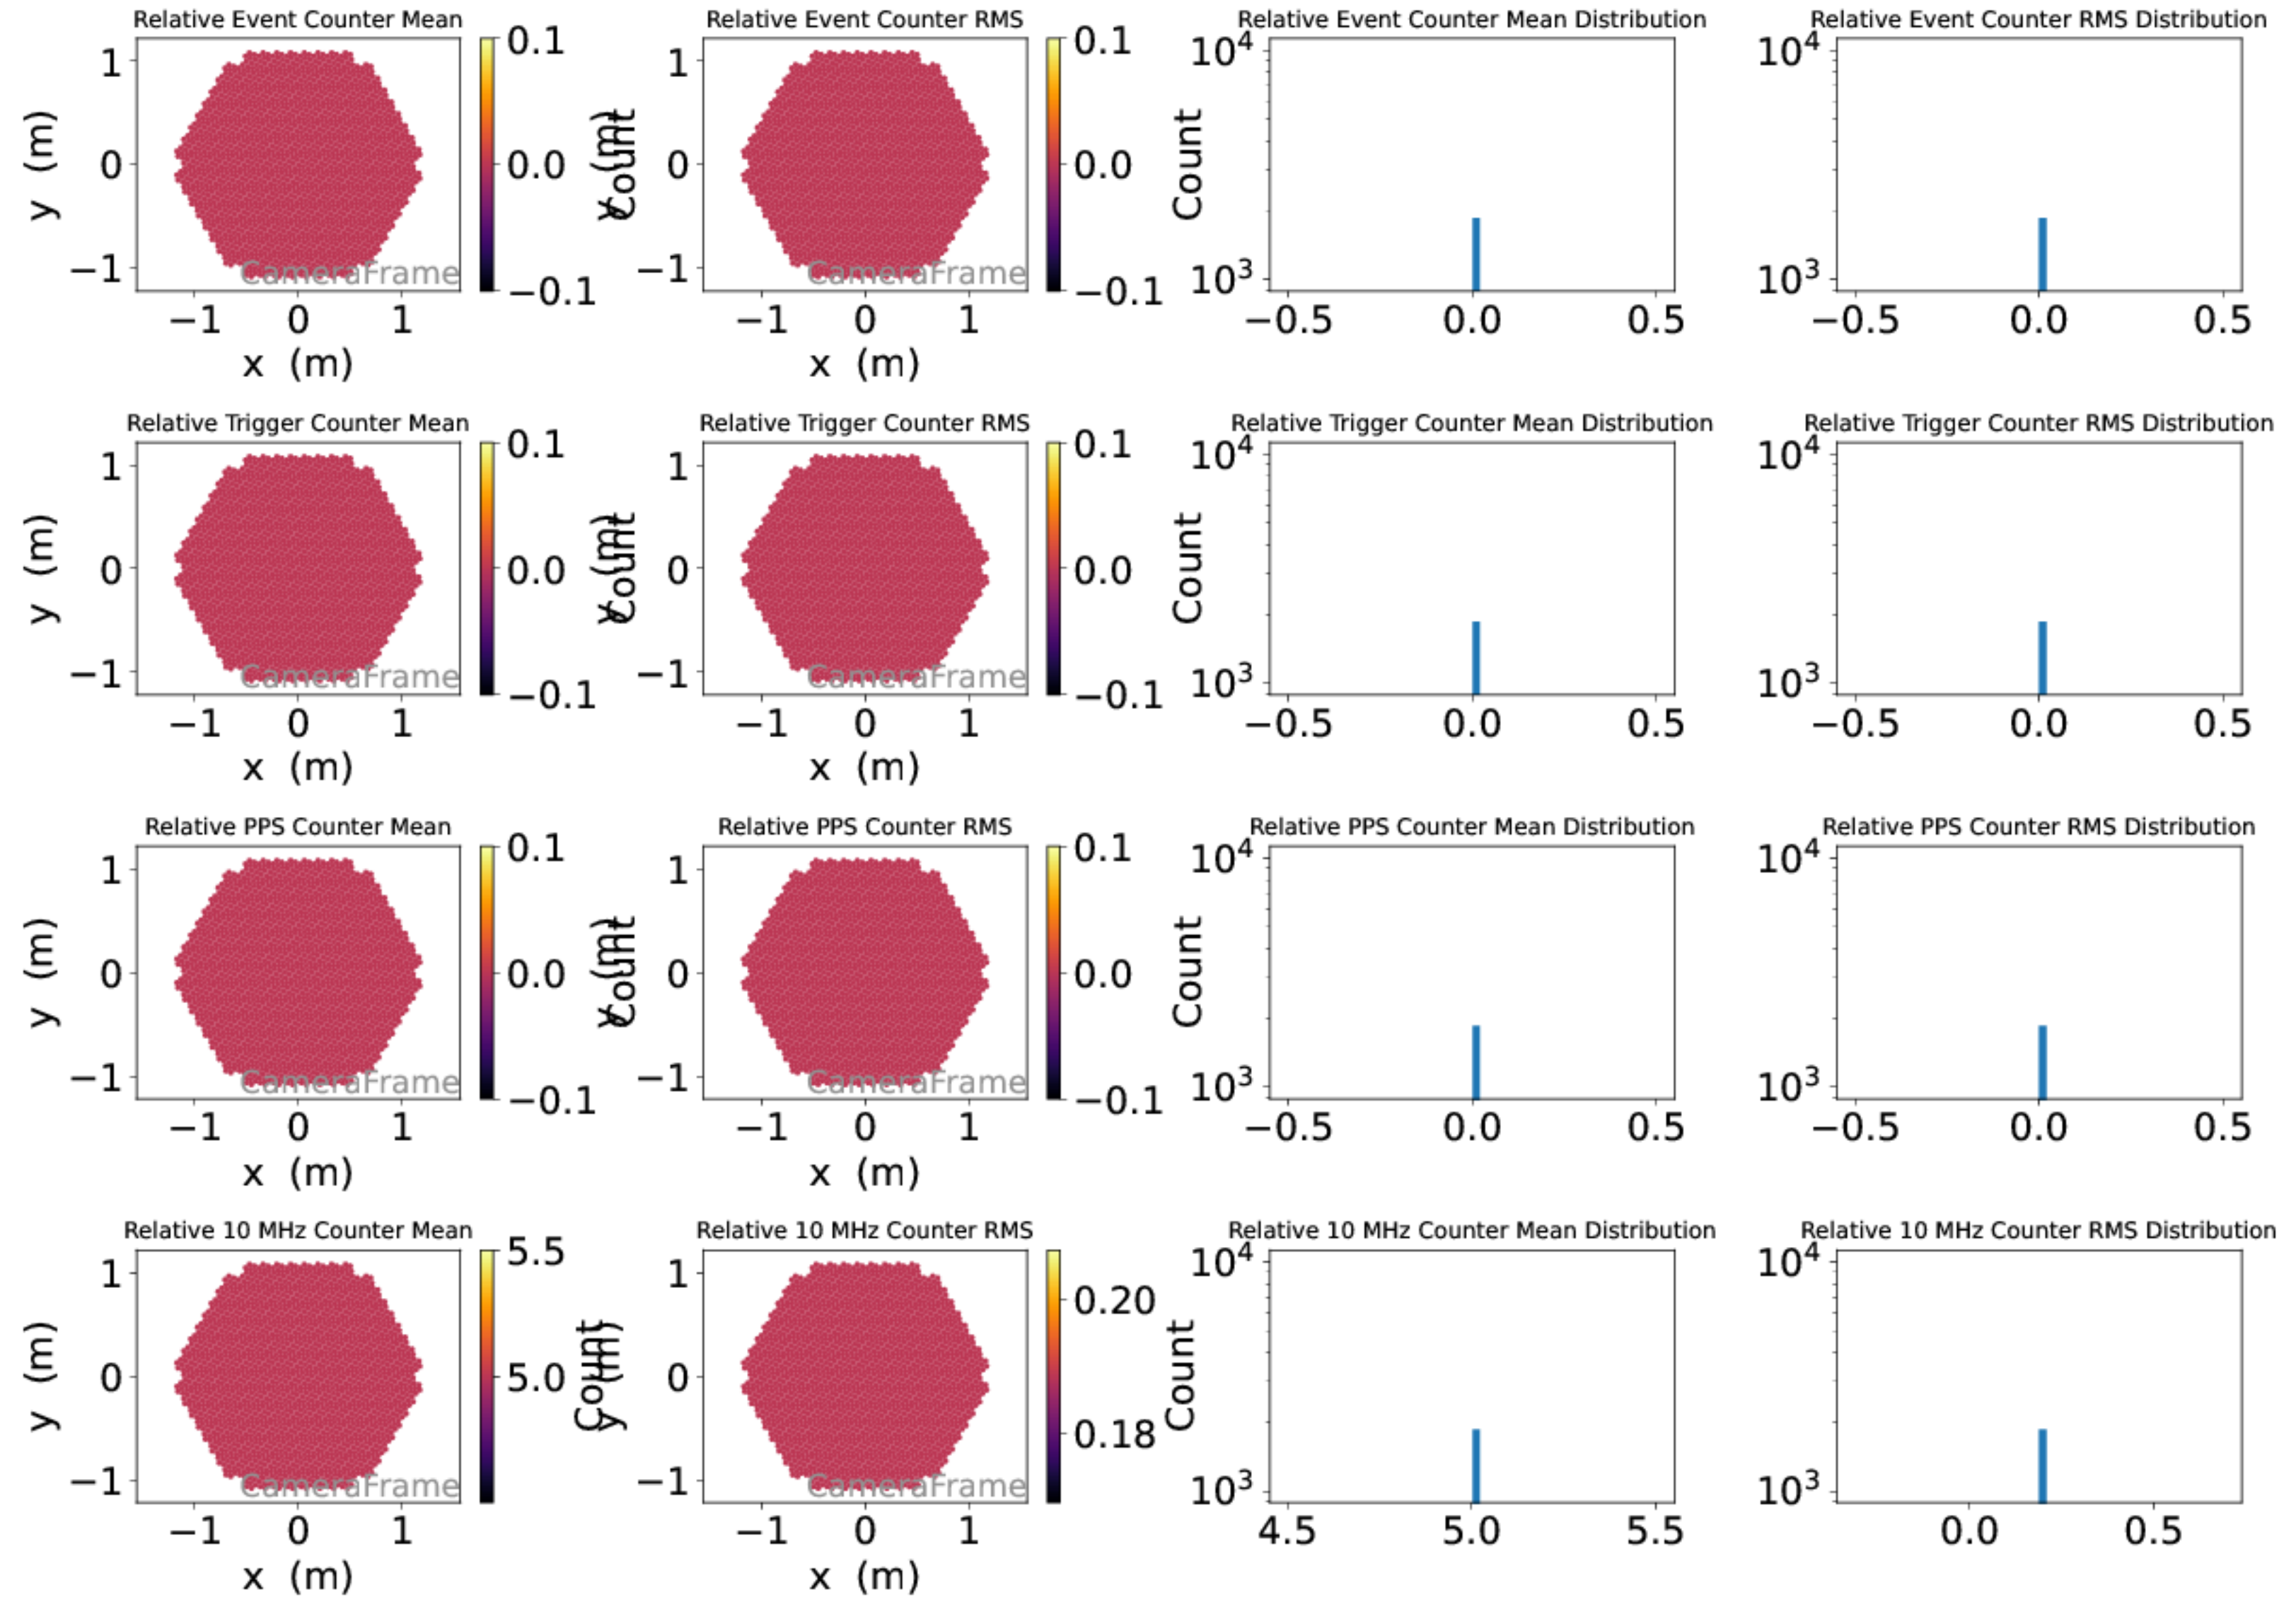 Relative Event Counter Mean
Relative Event Counter RMS
Relative Event Counter Mean Distribution
Relative Event Counter RMS Distribution
y (m)
1
0
−1
CameraFrame
−1 0 1
x (m)
0.1
0.0
−0.1
y (m)
1
0
−1
CameraFrame
−1 0 1
x (m)
0.1
0.0
−0.1
Count
10⁴
10³
−0.5 0.0 0.5
Count
10⁴
10³
−0.5 0.0 0.5
Relative Trigger Counter Mean
Relative Trigger Counter RMS
Relative Trigger Counter Mean Distribution
Relative Trigger Counter RMS Distribution
y (m)
1
0
−1
CameraFrame
−1 0 1
x (m)
0.1
0.0
−0.1
y (m)
1
0
−1
CameraFrame
−1 0 1
x (m)
0.1
0.0
−0.1
Count
10⁴
10³
−0.5 0.0 0.5
Count
10⁴
10³
−0.5 0.0 0.5
Relative PPS Counter Mean
Relative PPS Counter RMS
Relative PPS Counter Mean Distribution
Relative PPS Counter RMS Distribution
y (m)
1
0
−1
CameraFrame
−1 0 1
x (m)
0.1
0.0
−0.1
y (m)
1
0
−1
CameraFrame
−1 0 1
x (m)
0.1
0.0
−0.1
Count
10⁴
10³
−0.5 0.0 0.5
Count
10⁴
10³
−0.5 0.0 0.5
Relative 10 MHz Counter Mean
Relative 10 MHz Counter RMS
Relative 10 MHz Counter Mean Distribution
Relative 10 MHz Counter RMS Distribution
y (m)
1
0
−1
CameraFrame
−1 0 1
x (m)
5.5
5.0
y (m)
1
0
−1
CameraFrame
−1 0 1
x (m)
0.20
0.18
Count
10⁴
10³
4.5 5.0 5.5
Count
10⁴
10³
0.0 0.5